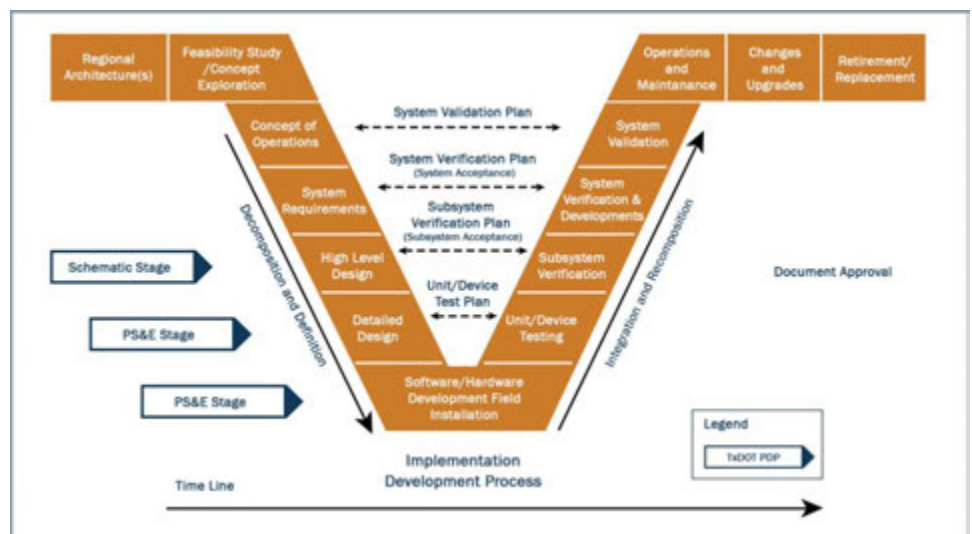 Regional
Architecture(s)
Feasibility Study
/Concept
Exploration
Operations
and
Maintanance
Changes
and
Upgrades
Retirement/
Replacement
Concept of
Operations
System Validation Plan
System
Validation
System
Requirements
System Verification Plan
(System Acceptance)
System
Verification &
Developments
High Level
Design
Subsystem
Verification Plan
(Subsystem Acceptance)
Subsystem
Verification
Detailed
Design
Unit/Device
Test Plan
Unit/Device
Testing
Software/Hardware
Development Field
Installation
Decomposition and Definition
Integration and Recomposition
Schematic Stage
PS&E Stage
PS&E Stage
Document Approval
Implementation
Development Process
Legend
TxDOT PDP
Time Line